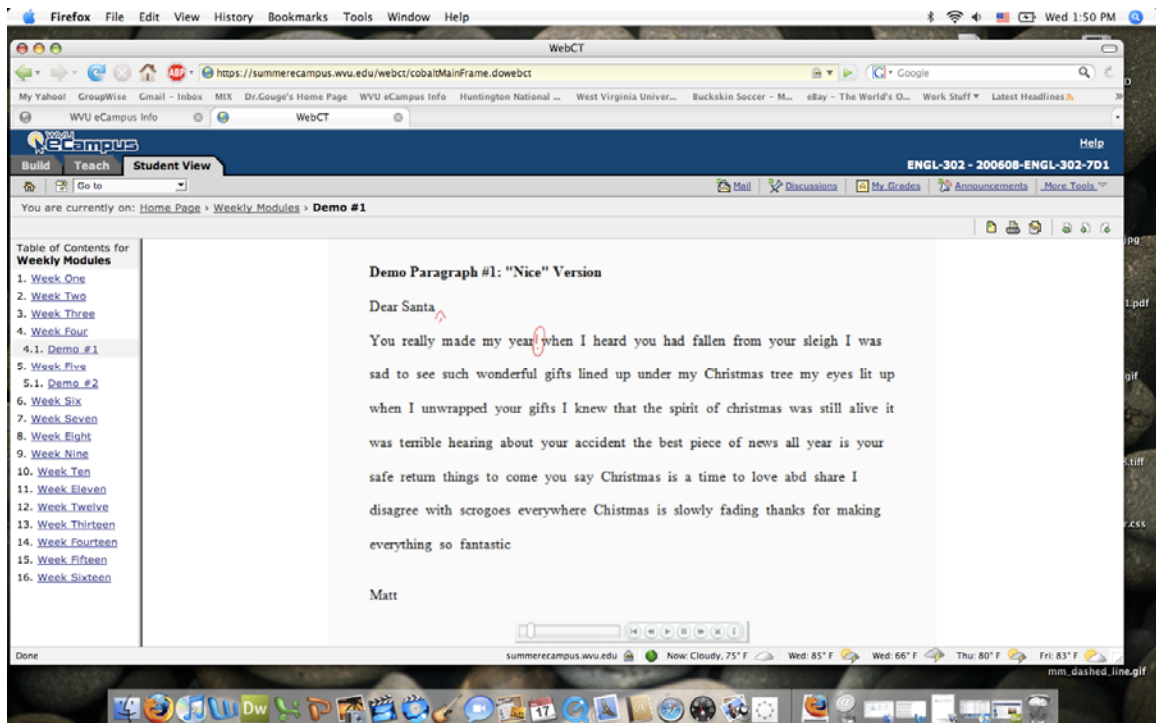 Firefox File Edit View History Bookmarks Tools Window Help Wed 1:50 PM
WebCT
https://summerecampus.wvu.edu/webct/cobaltMainFrame.dowebct Google
My Yahoo! GroupWise Gmail - Inbox MIX Dr.Gouge's Home Page WVU eCampus Info Huntington National ... West Virginia Univer... Buckskin Soccer - M... eBay - The World's O... Work Stuff Latest Headlines
WVU eCampus Info WebCT
WVU eCampus Help
Build Teach Student View ENGL-302 - 200608-ENGL-302-7D1
Go to Mail Discussions My Grades Announcements More Tools
You are currently on: Home Page › Weekly Modules › Demo #1
Table of Contents for
Weekly Modules
1. Week One
2. Week Two
3. Week Three
4. Week Four
4.1. Demo #1
5. Week Five
5.1. Demo #2
6. Week Six
7. Week Seven
8. Week Eight
9. Week Nine
10. Week Ten
11. Week Eleven
12. Week Twelve
13. Week Thirteen
14. Week Fourteen
15. Week Fifteen
16. Week Sixteen
Demo Paragraph #1: "Nice" Version
Dear Santa,
You really made my year! when I heard you had fallen from your sleigh I was
sad to see such wonderful gifts lined up under my Christmas tree my eyes lit up
when I unwrapped your gifts I knew that the spirit of christmas was still alive it
was terrible hearing about your accident the best piece of news all year is your
safe return things to come you say Christmas is a time to love abd share I
disagree with scrogoes everywhere Chistmas is slowly fading thanks for making
everything so fantastic
Matt
Done summerecampus.wvu.edu Now: Cloudy, 75° F Wed: 85° F Wed: 66° F Thu: 80° F Fri: 83° F
jpg
1.pdf
gif
.tiff
r.css
mm_dashed_line.gif
Dw
17